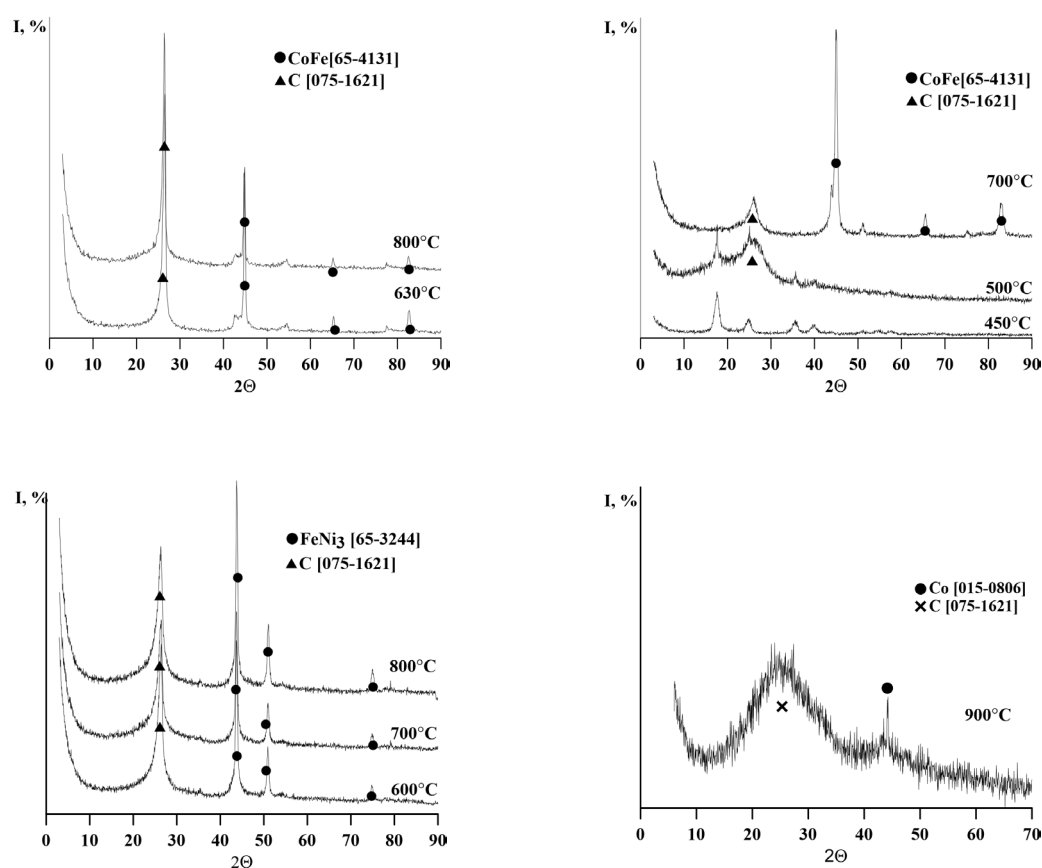 I, %
● CoFe[65-4131]
▲ C [075-1621]
800°C
630°C
0 10 20 30 40 50 60 70 80 90
2Θ
I, %
● CoFe[65-4131]
▲ C [075-1621]
700°C
500°C
450°C
0 10 20 30 40 50 60 70 80 90
2Θ
I, %
● FeNi3 [65-3244]
▲ C [075-1621]
800°C
700°C
600°C
0 10 20 30 40 50 60 70 80 90
2Θ
I, %
● Co [015-0806]
× C [075-1621]
900°C
0 10 20 30 40 50 60 70
2Θ